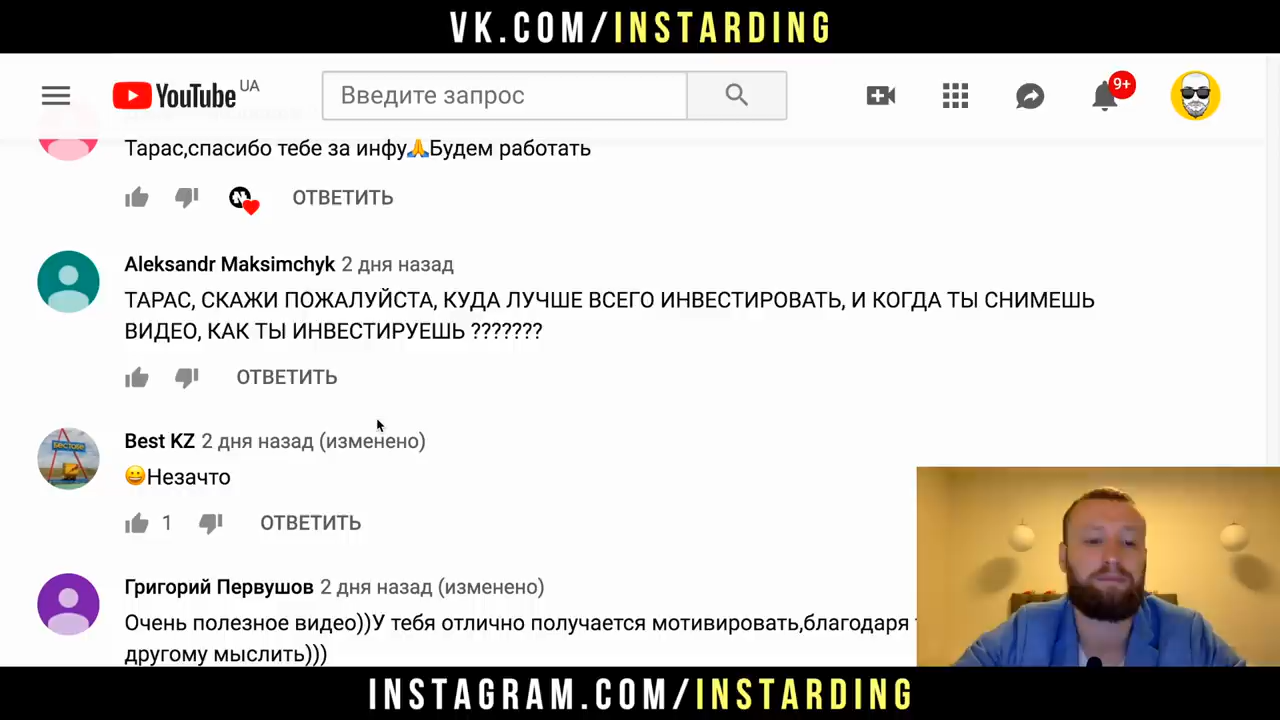 VK.COM/INSTARDING
YouTube UA
Введите запрос
9+
Тарас,спасибо тебе за инфу🙏Будем работать
ОТВЕТИТЬ
Aleksandr Maksimchyk 2 дня назад
ТАРАС, СКАЖИ ПОЖАЛУЙСТА, КУДА ЛУЧШЕ ВСЕГО ИНВЕСТИРОВАТЬ, И КОГДА ТЫ СНИМЕШЬ
ВИДЕО, КАК ТЫ ИНВЕСТИРУЕШЬ ???????
ОТВЕТИТЬ
Best KZ 2 дня назад (изменено)
😀Незачто
1 ОТВЕТИТЬ
Григорий Первушов 2 дня назад (изменено)
Очень полезное видео))У тебя отлично получается мотивировать,благодаря
другому мыслить)))
INSTAGRAM.COM/INSTARDING